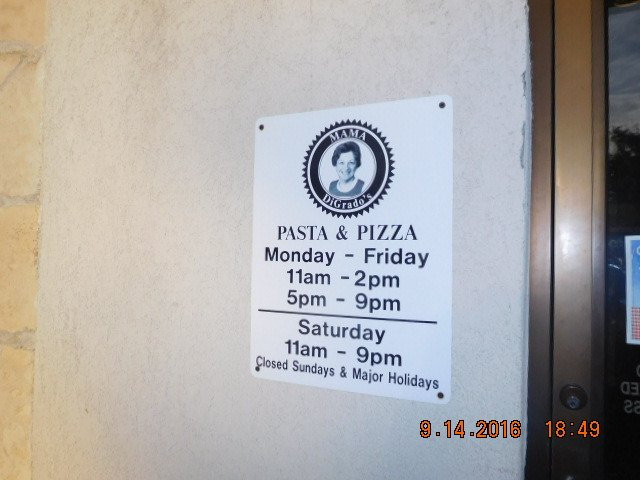 MAMA
DiGrado's
PASTA & PIZZA
Monday - Friday
11am - 2pm
5pm - 9pm
Saturday
11am - 9pm
Closed Sundays & Major Holidays
9.14.2016 18:49